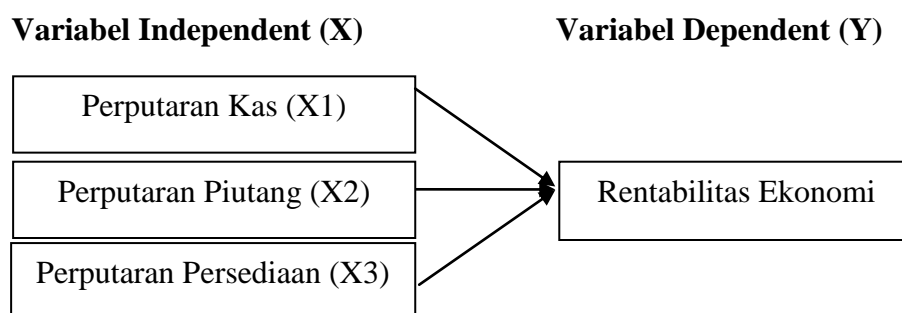 Variabel Independent (X) Variabel Dependent (Y)
Perputaran Kas (X1)
Perputaran Piutang (X2) Rentabilitas Ekonomi
Perputaran Persediaan (X3)